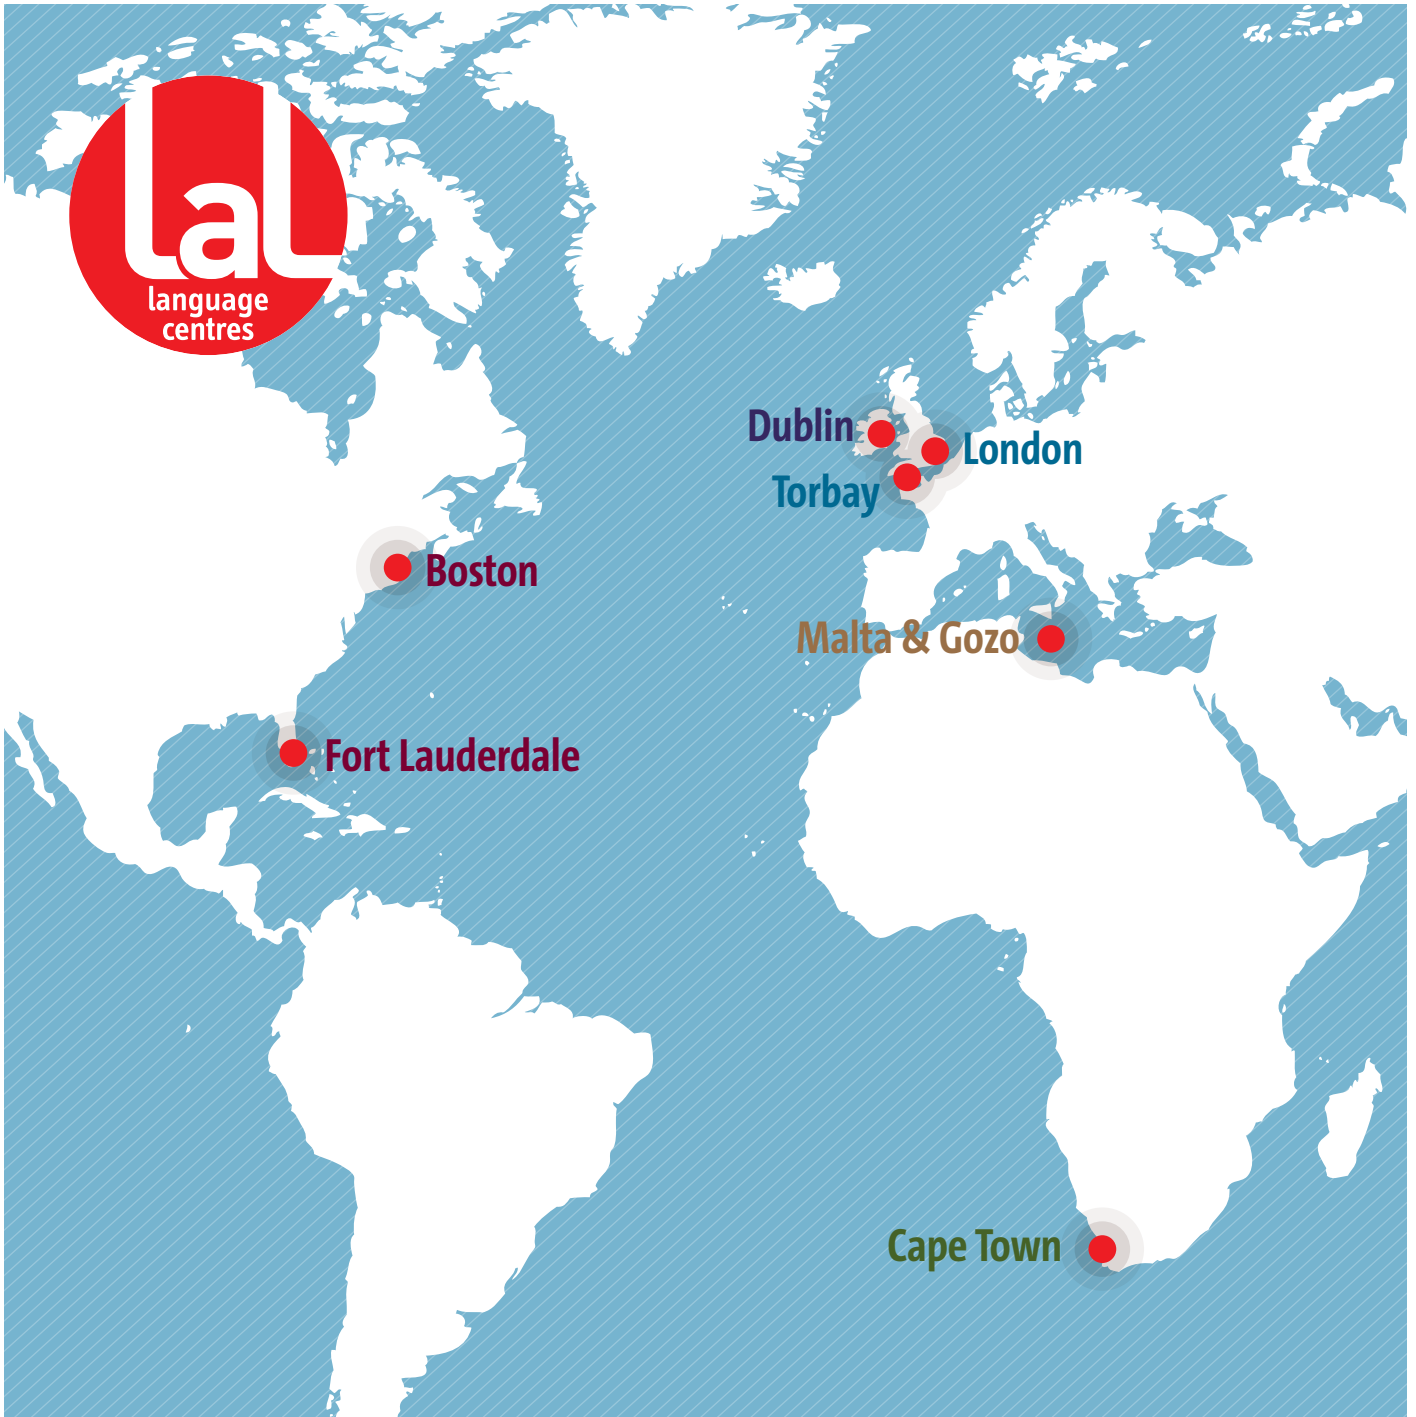 LaL
language
centres
Dublin
London
Torbay
Boston
Malta & Gozo
Fort Lauderdale
Cape Town